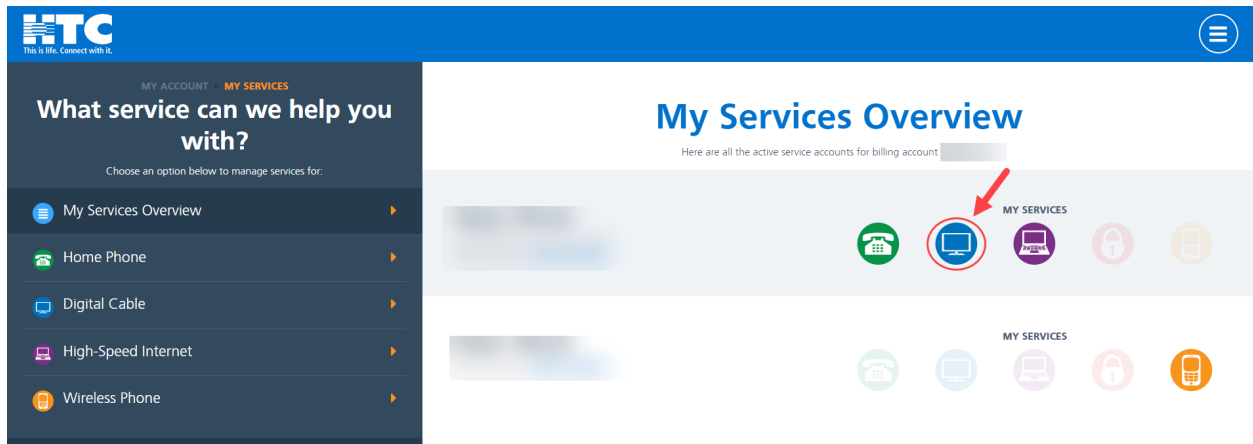 HTC
This is life. Connect with it.
MY ACCOUNT MY SERVICES
What service can we help you
with?
Choose an option below to manage services for:
My Services Overview
Home Phone
Digital Cable
High-Speed Internet
Wireless Phone
My Services Overview
Here are all the active service accounts for billing account
MY SERVICES
MY SERVICES